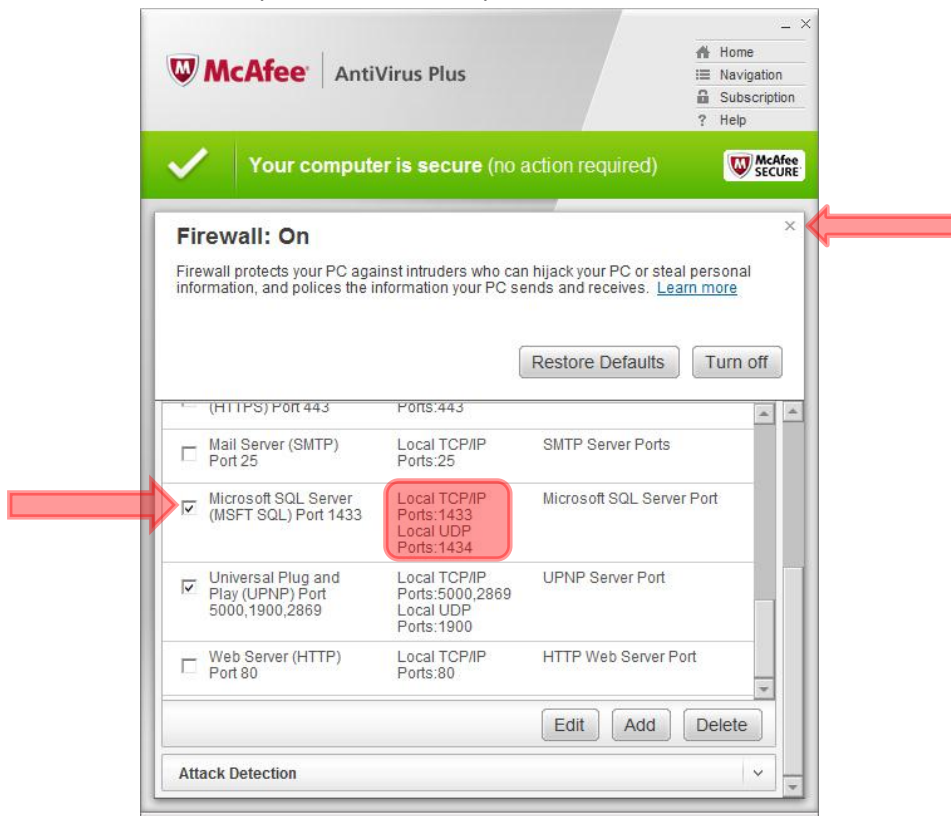 Home
McAfee AntiVirus Plus
Navigation
Subscription
? Help
Your computer is secure (no action required)
McAfee
SECURE
Firewall: On
Firewall protects your PC against intruders who can hijack your PC or steal personal
information, and polices the information your PC sends and receives. Learn more
Restore Defaults Turn off
(HTTPS) Port 443 Ports:443
Mail Server (SMTP) Local TCP/IP SMTP Server Ports
Port 25 Ports:25
Microsoft SQL Server Local TCP/IP Microsoft SQL Server Port
(MSFT SQL) Port 1433 Ports:1433
Local UDP
Ports:1434
Universal Plug and Local TCP/IP UPNP Server Port
Play (UPNP) Port Ports:5000,2869
5000,1900,2869 Local UDP
Ports:1900
Web Server (HTTP) Local TCP/IP HTTP Web Server Port
Port 80 Ports:80
Edit Add Delete
Attack Detection